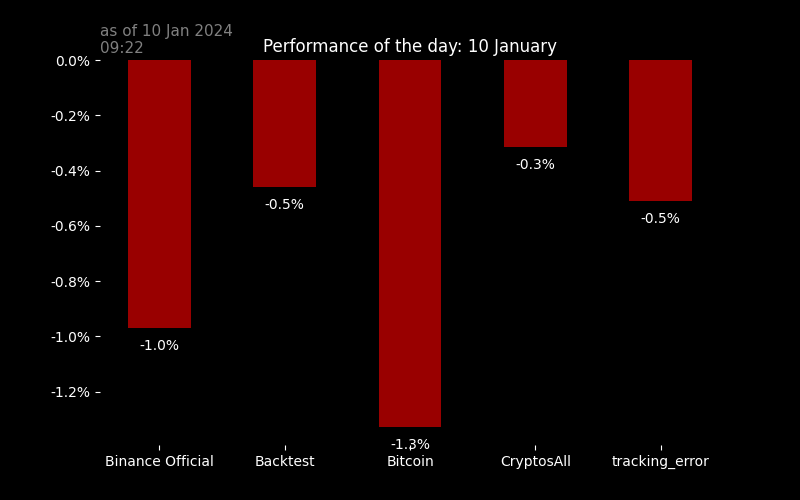 as of 10 Jan 2024
09:22
Performance of the day: 10 January
0.0%
-0.2%
-0.4%
-0.6%
-0.8%
-1.0%
-1.2%
-1.0%
-0.5%
-1.3%
-0.3%
-0.5%
Binance Official
Backtest
Bitcoin
CryptosAll
tracking_error